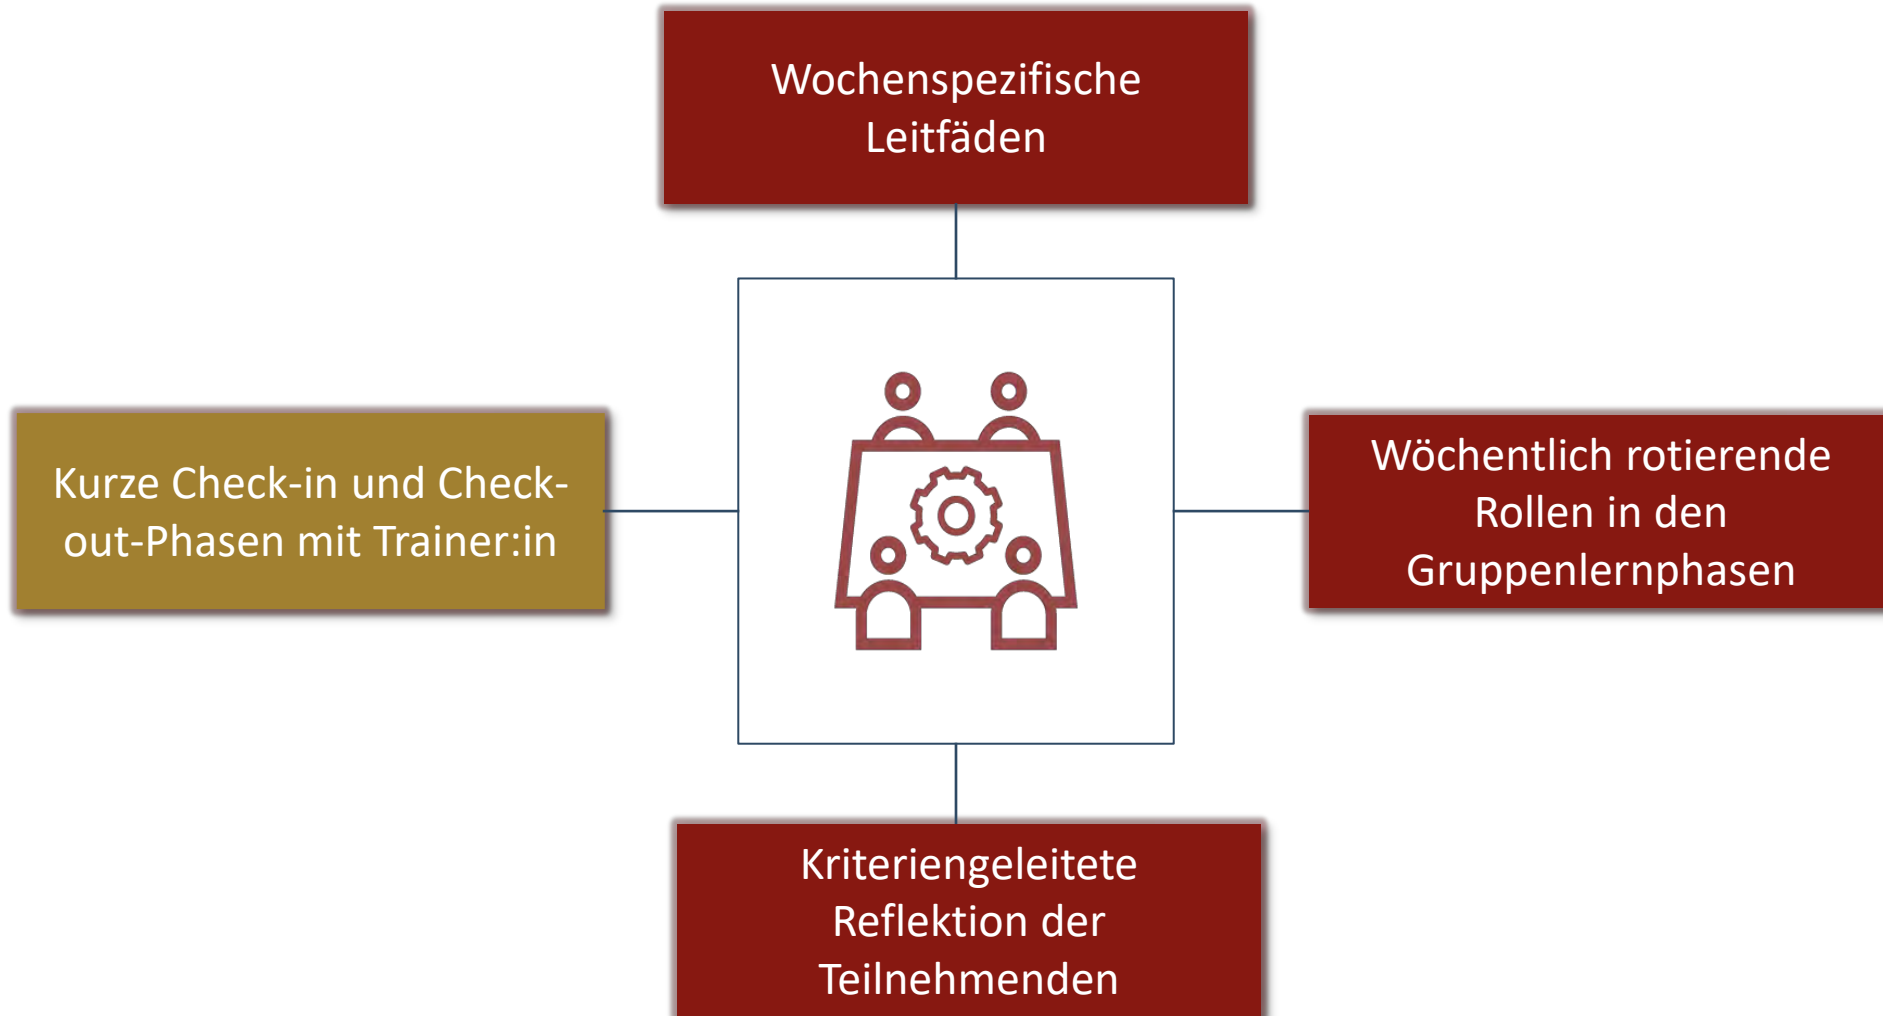 Wochenspezifische
Leitfäden
Kurze Check-in und Check-
out-Phasen mit Trainer:in
Wöchentlich rotierende
Rollen in den
Gruppenlernphasen
Kriteriengeleitete
Reflektion der
Teilnehmenden